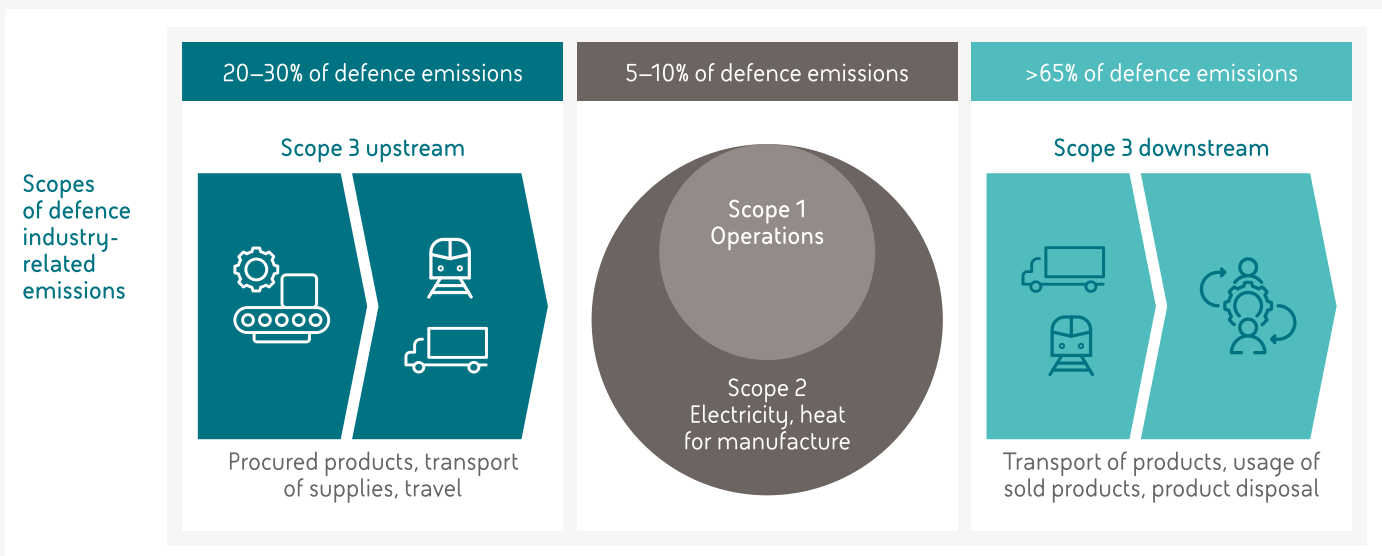 20–30% of defence emissions
5–10% of defence emissions
>65% of defence emissions
Scopes
of defence
industry-
related
emissions
Scope 3 upstream
Procured products, transport
of supplies, travel
Scope 1
Operations
Scope 2
Electricity, heat
for manufacture
Scope 3 downstream
Transport of products, usage of
sold products, product disposal